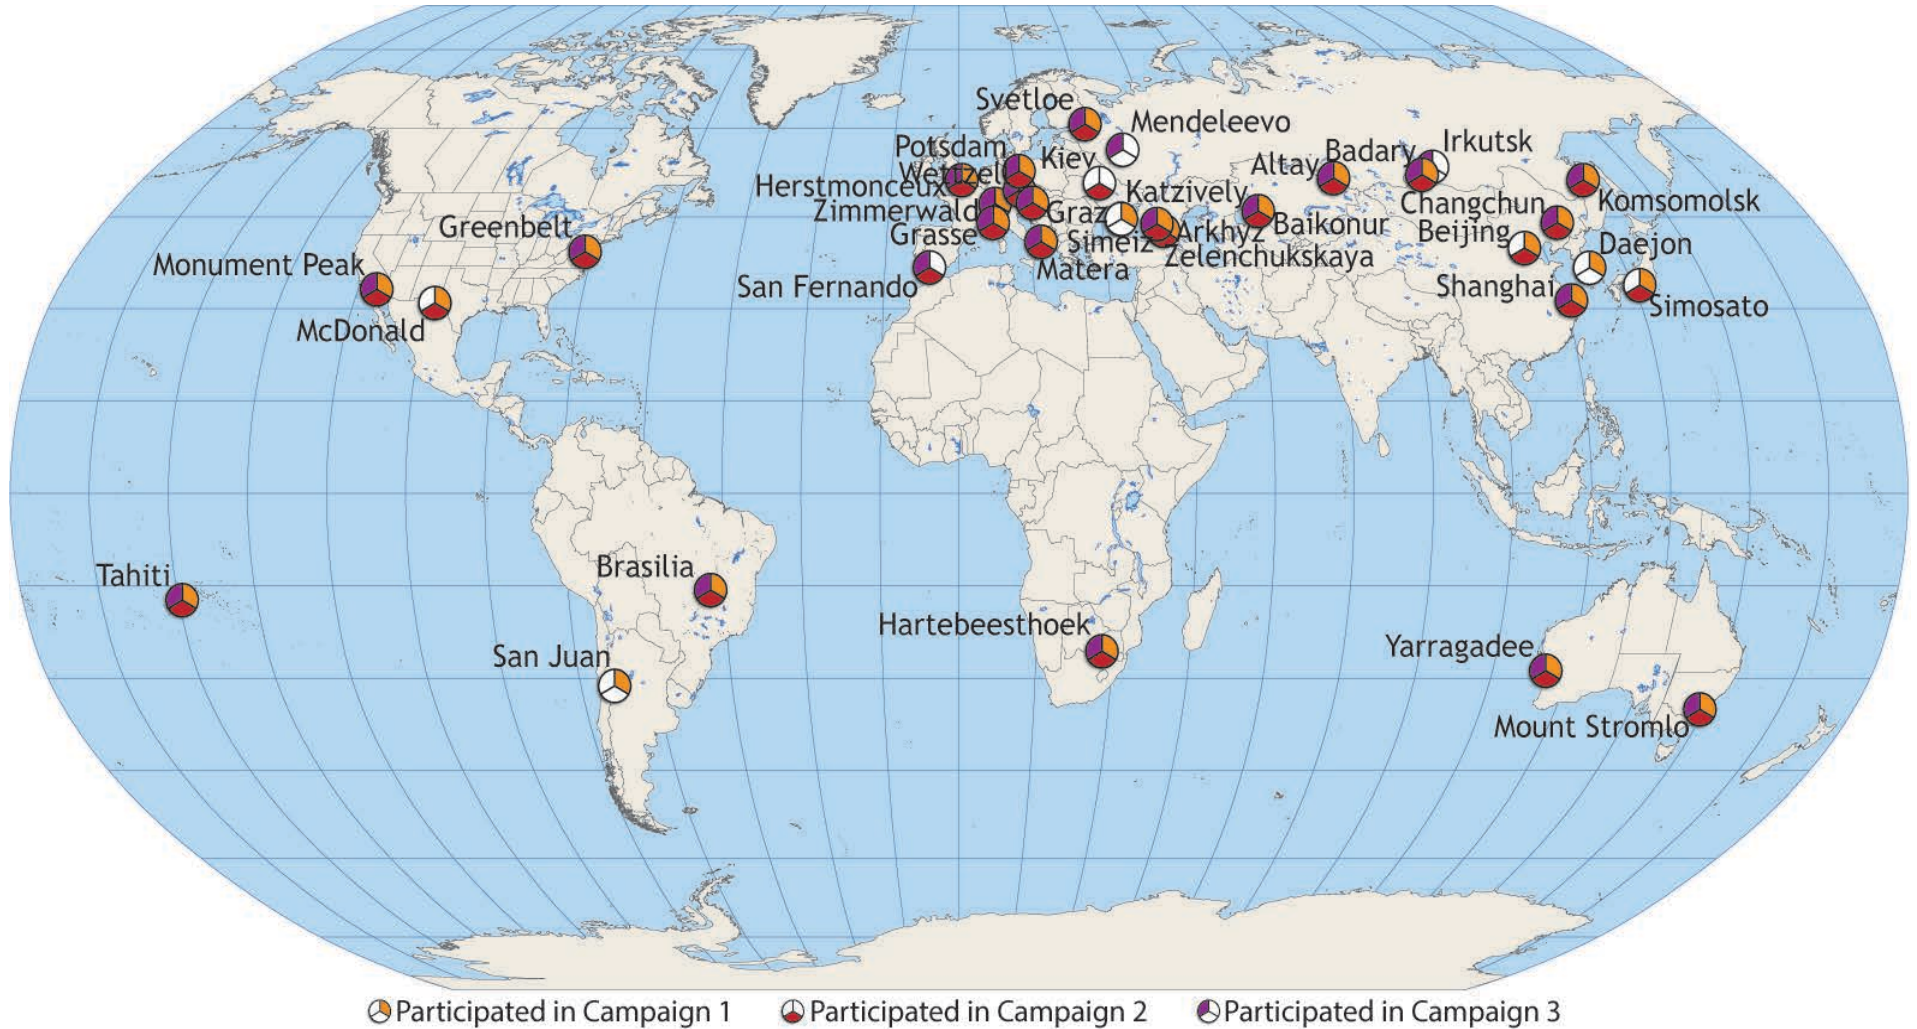 Svetloe
Mendeleevo
Potsdam
Kiev
Badary
Irkutsk
Wettzell
Altay
Herstmonceux
Katzively
Komsomolsk
Zimmerwald
Graz
Changchun
Greenbelt
Grasse
Simeiz
Arkhyz
Baikonur
Beijing
Daejon
Monument Peak
Matera
Zelenchukskaya
San Fernando
Shanghai
Simosato
McDonald
Tahiti
Brasilia
Hartebeesthoek
Yarragadee
San Juan
Mount Stromlo
Participated in Campaign 1
Participated in Campaign 2
Participated in Campaign 3